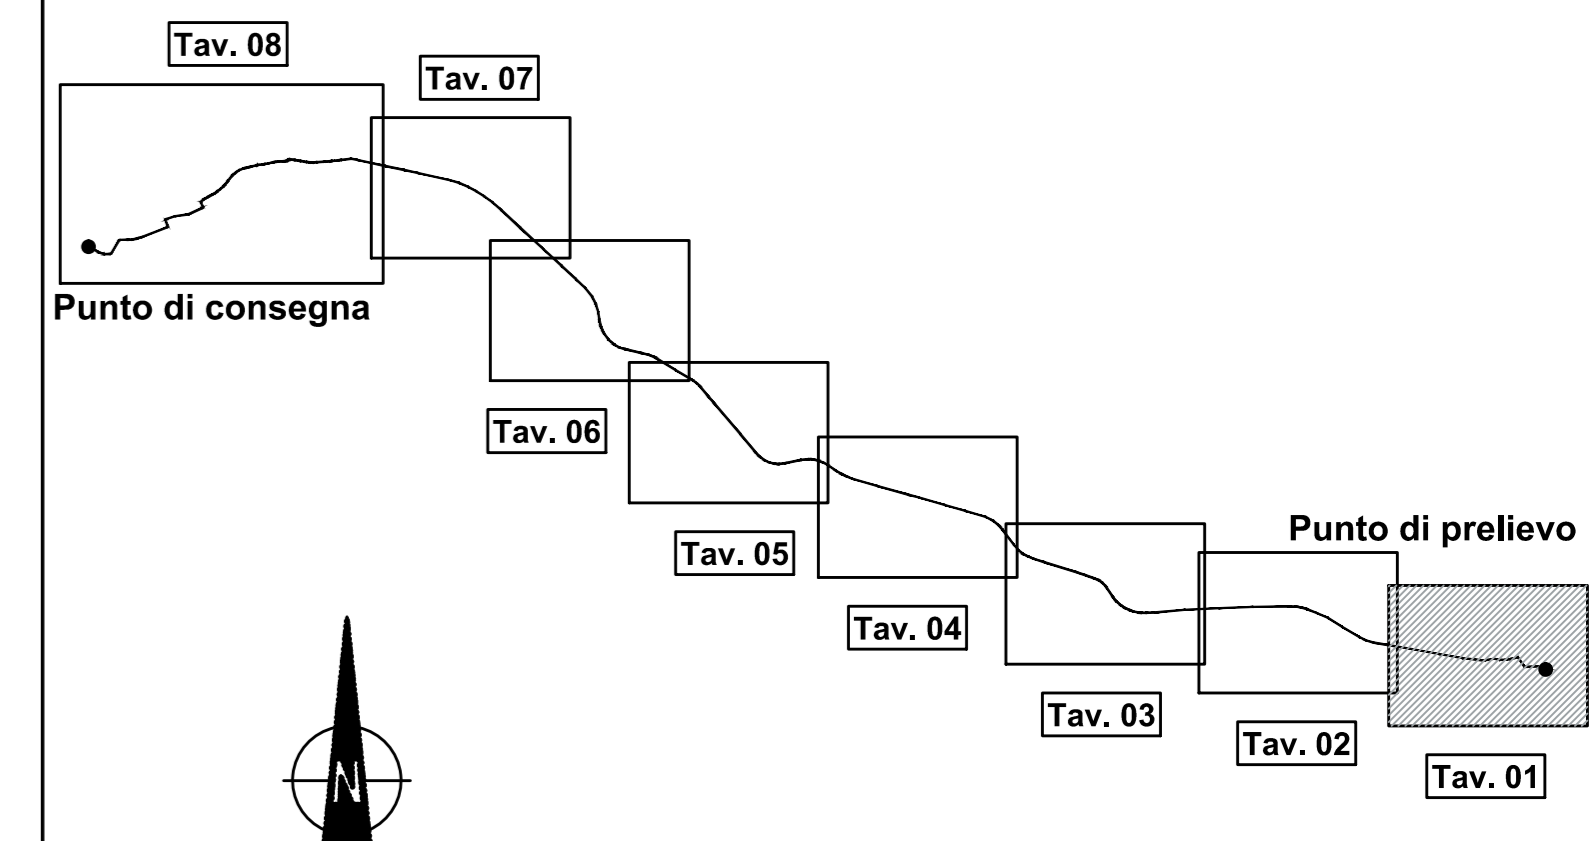 Tav. 08
Tav. 07
Punto di consegna
Tav. 06
Punto di prelievo
Tav. 05
Tav. 04
Tav. 03
Tav. 02
Tav. 01
N